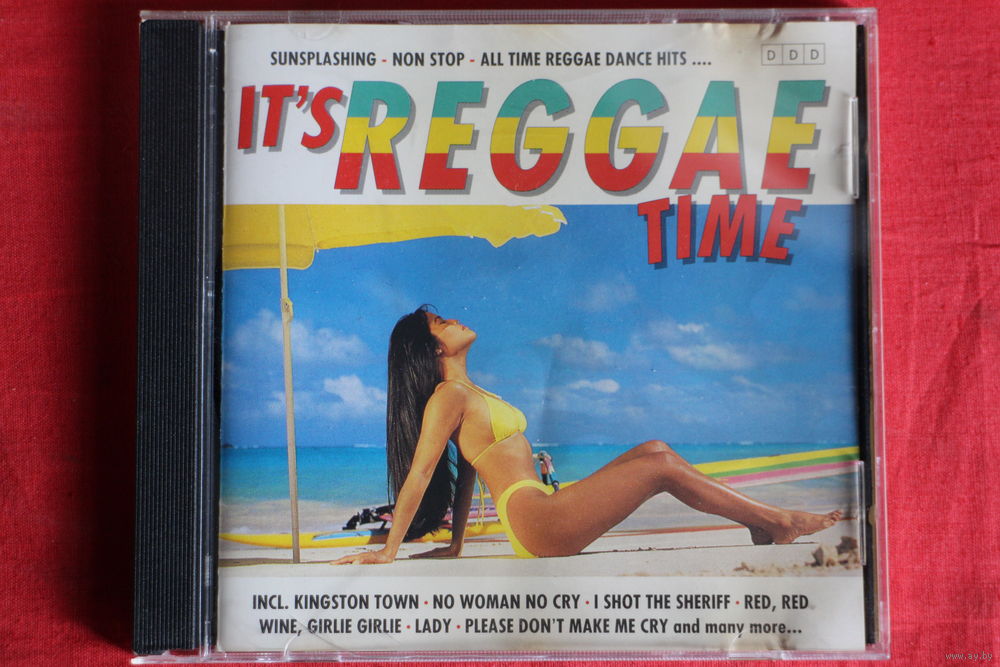 SUNSPLASHING - NON STOP - ALL TIME REGGAE DANCE HITS ....
D D D
IT'S REGGAE
TIME
INCL. KINGSTON TOWN · NO WOMAN NO CRY · I SHOT THE SHERIFF · RED, RED
WINE, GIRLIE GIRLIE · LADY · PLEASE DON'T MAKE ME CRY and many more...
www.ay.by